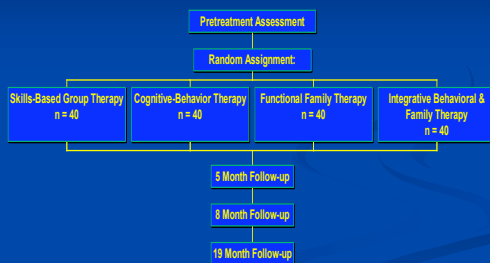 Pretreatment Assessment
Random Assignment:
Skills-Based Group Therapy
n = 40
Cognitive-Behavior Therapy
n = 40
Functional Family Therapy
n = 40
Integrative Behavioral &
Family Therapy
n = 40
5 Month Follow-up
8 Month Follow-up
19 Month Follow-up